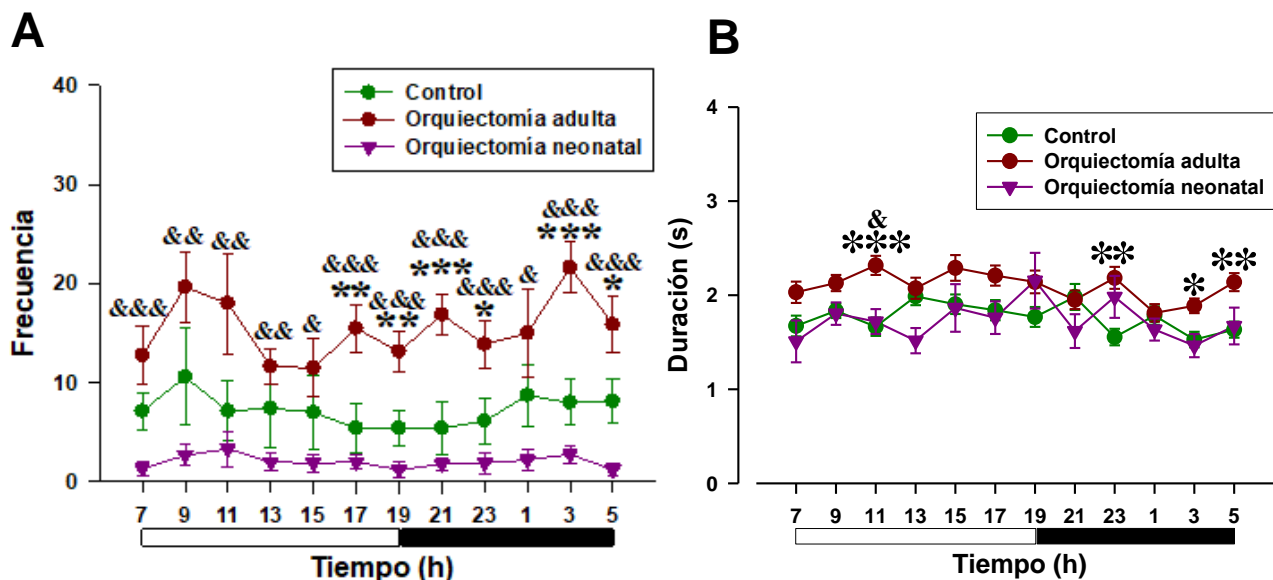 A
Frecuencia
40
30
20
10
0
Control
Orquiectomía adulta
Orquiectomía neonatal
&&&
&&
&&
&&
&
&&&
**
&&&
**
&&&
***
&&&
*
&
&&&
***
&&&
*
7 9 11 13 15 17 19 21 23 1 3 5
Tiempo (h)
B
Duración (s)
4
3
2
1
0
Control
Orquiectomía adulta
Orquiectomía neonatal
&
***
**
*
**
7 9 11 13 15 17 19 21 23 1 3 5
Tiempo (h)